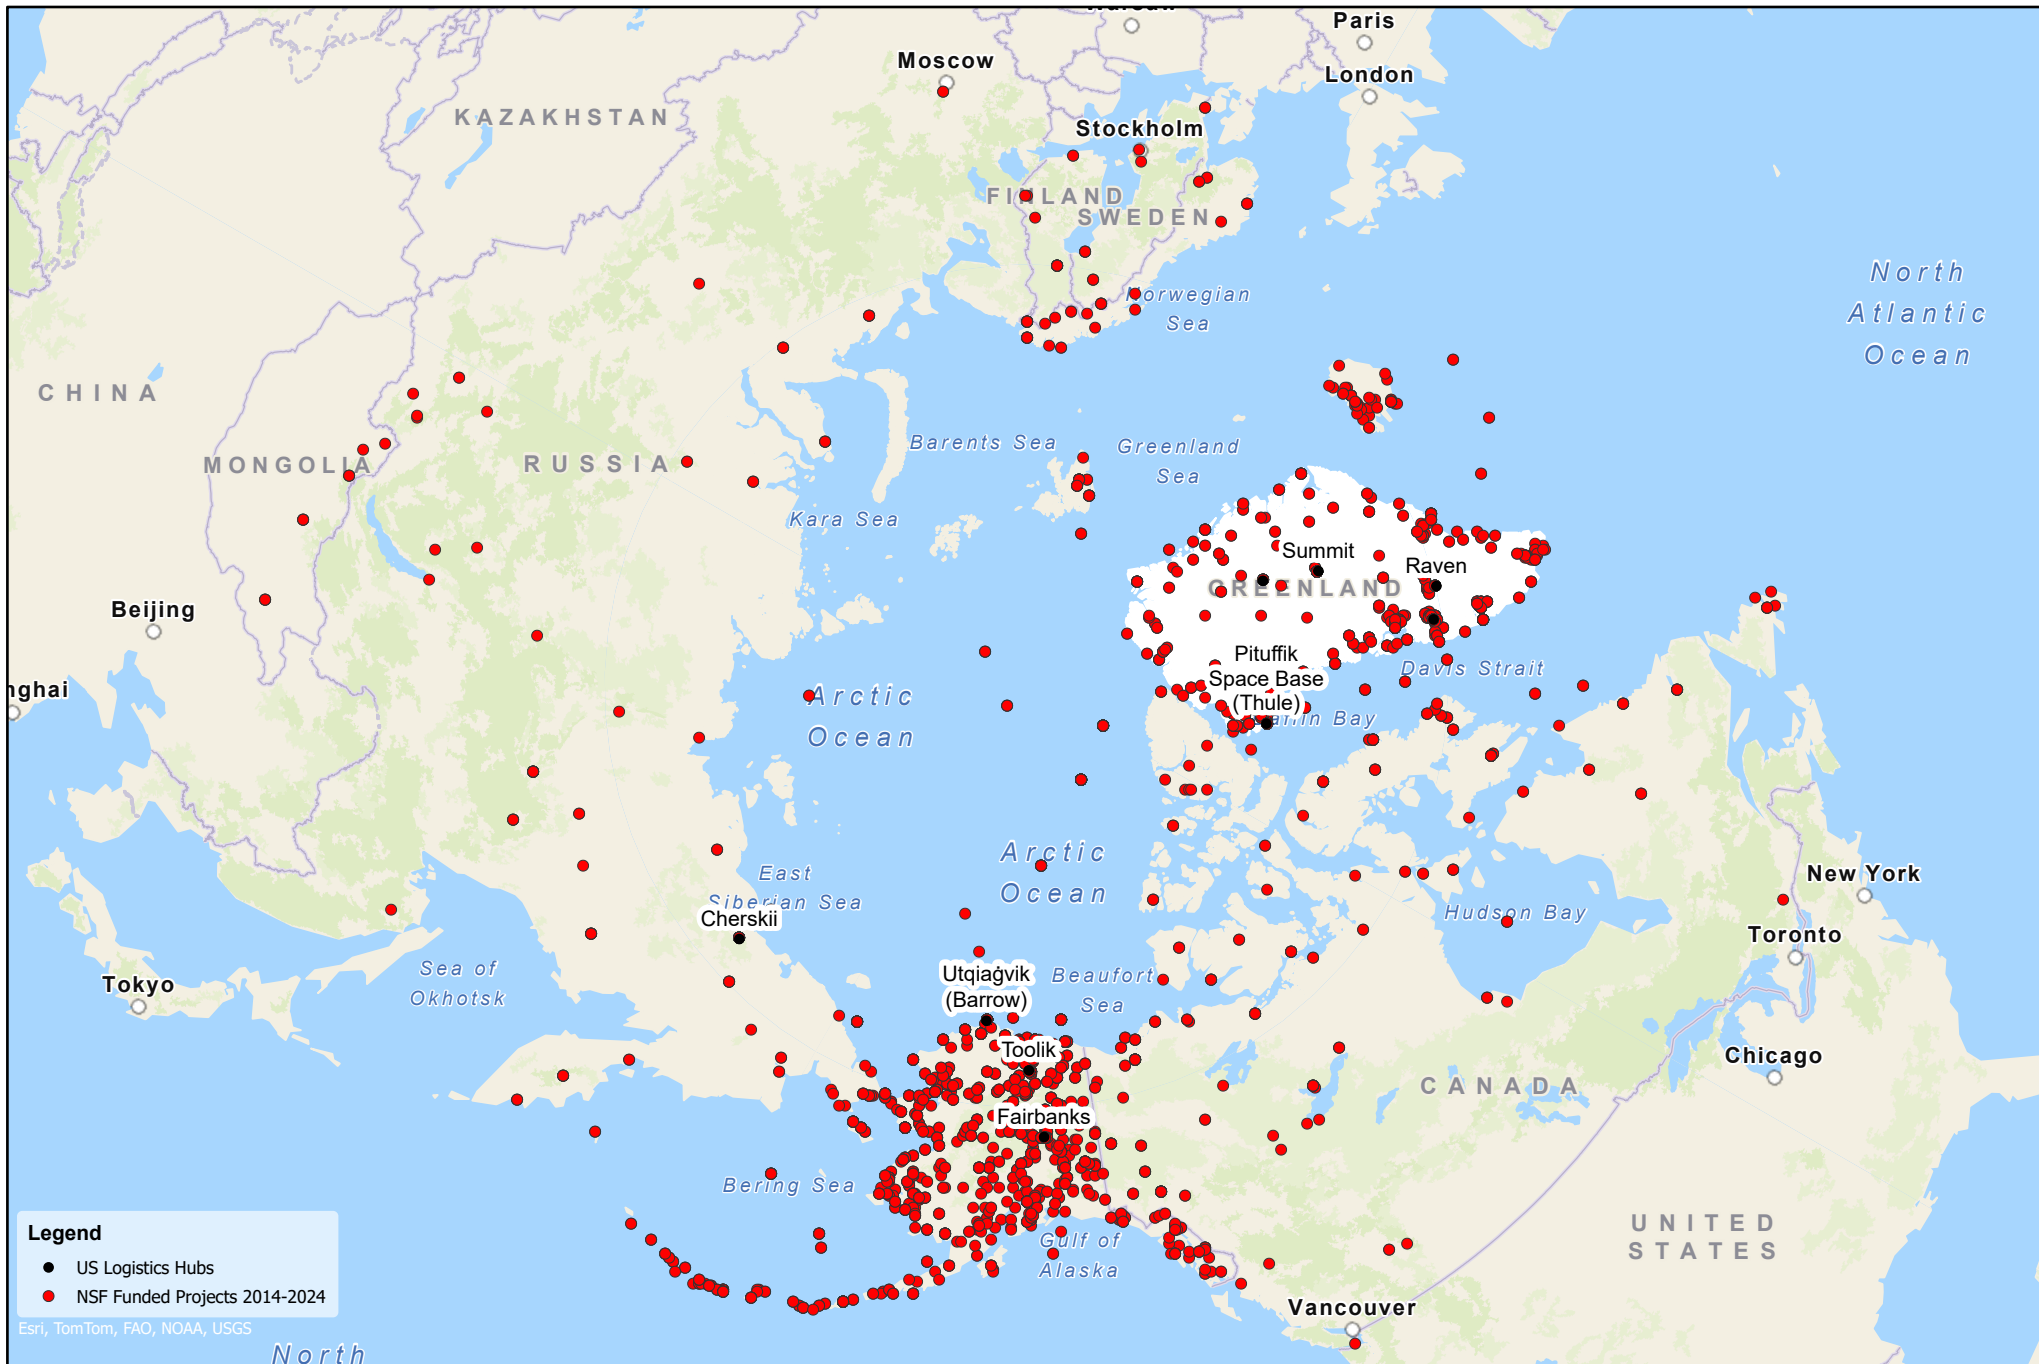 Paris
London
Moscow
KAZAKHSTAN
Stockholm
FINLAND
SWEDEN
Norwegian
Sea
North
Atlantic
Ocean
CHINA
MONGOLIA
RUSSIA
Barents Sea
Greenland
Sea
Kara Sea
Summit
Raven
GREENLAND
Beijing
Pituffik
Space Base
(Thule)
Davis Strait
Baffin Bay
nghai
Arctic
Ocean
Arctic
Ocean
East
Siberian Sea
Cherskii
New York
Hudson Bay
Toronto
Sea of
Okhotsk
Tokyo
Utqiaġvik
(Barrow)
Beaufort
Sea
Toolik
Chicago
CANADA
Fairbanks
Bering Sea
Gulf of
Alaska
UNITED
STATES
Vancouver
Legend
US Logistics Hubs
NSF Funded Projects 2014-2024
Esri, TomTom, FAO, NOAA, USGS
North